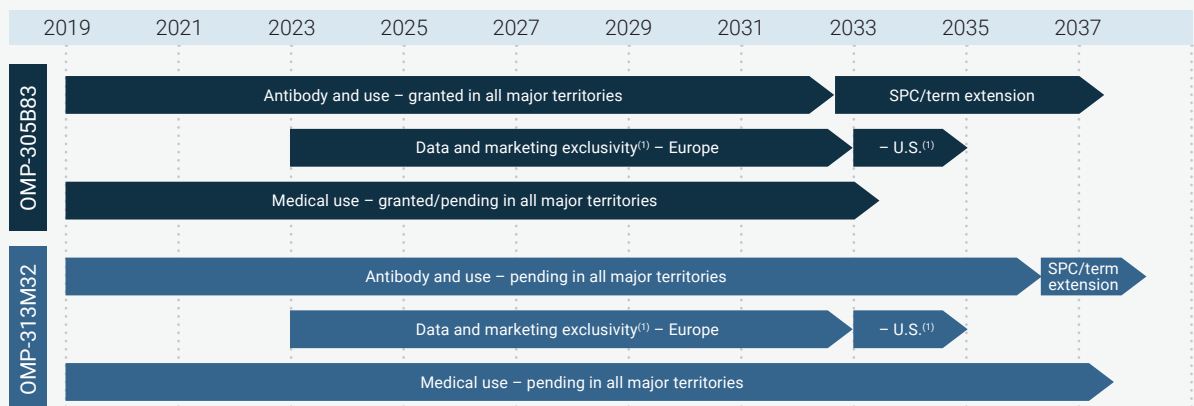 2019 2021 2023 2025 2027 2029 2031 2033 2035 2037
OMP-305B83
Antibody and use – granted in all major territories
SPC/term extension
Data and marketing exclusivity(1) – Europe
– U.S.(1)
Medical use – granted/pending in all major territories
OMP-313M32
Antibody and use – pending in all major territories
SPC/term
extension
Data and marketing exclusivity(1) – Europe
– U.S.(1)
Medical use – pending in all major territories